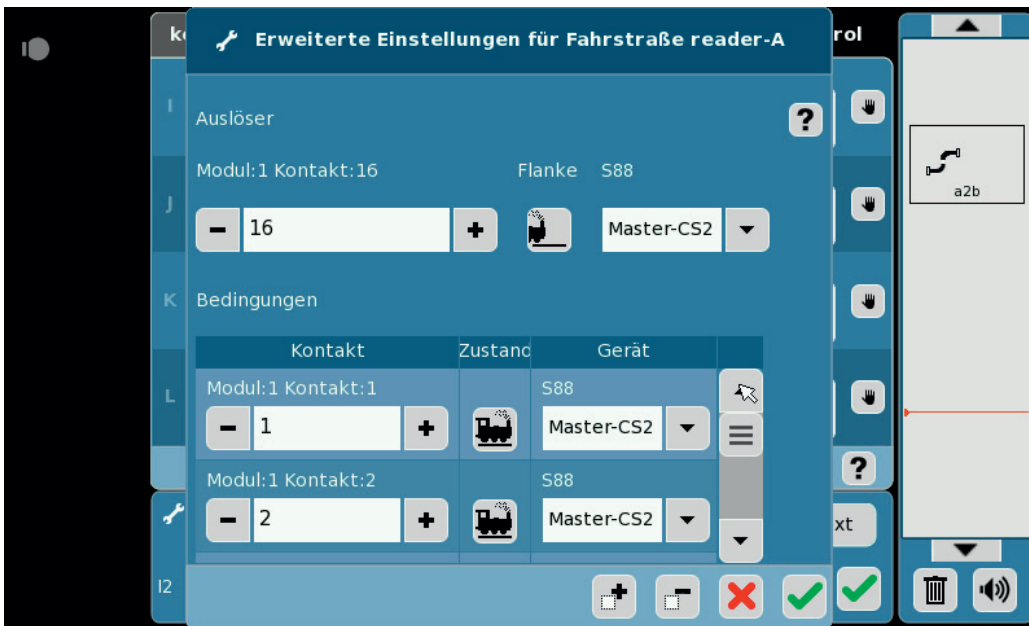 ke
Erweiterte Einstellungen für Fahrstraße reader-A
rol
Auslöser
?
I
Modul:1 Kontakt:16 Flanke S88
a2b
J
- 16 + Master-CS2
K
Bedingungen
Kontakt Zustand Gerät
L
Modul:1 Kontakt:1 S88
- 1 + Master-CS2
?
Modul:1 Kontakt:2 S88
- 2 + Master-CS2
xt
I2